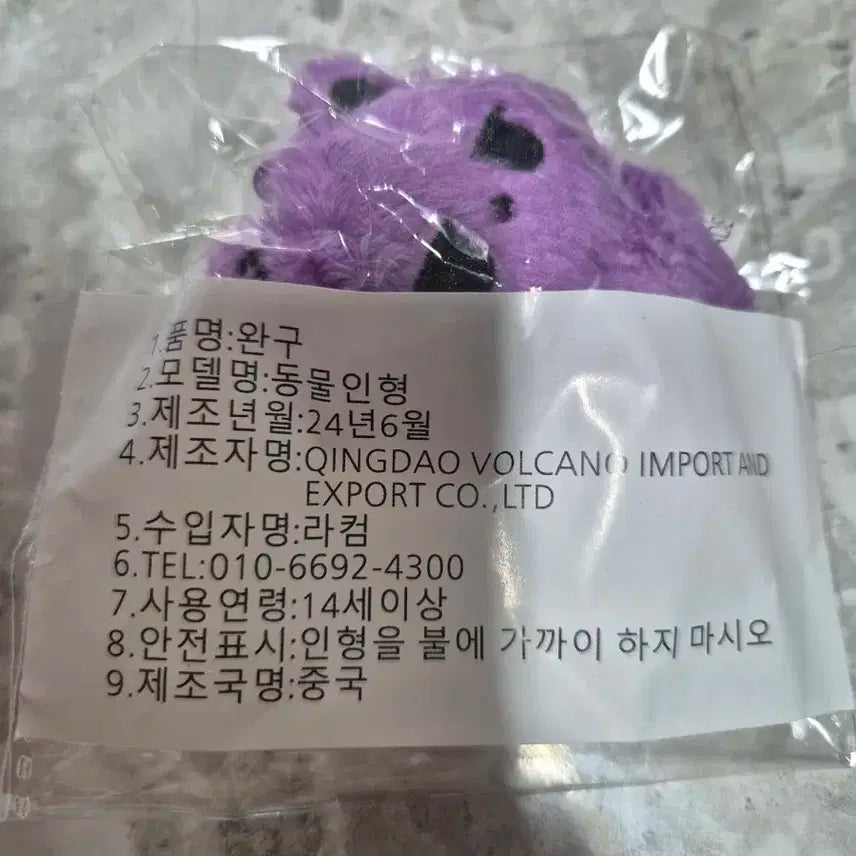 1.품명:완구
2.모델명:동물인형
3.제조년월:24년6월
4.제조자명:QINGDAO VOLCANO IMPORT AND
EXPORT CO.,LTD
5.수입자명:라컴
6.TEL:010-6692-4300
7.사용연령:14세이상
8.안전표시:인형을 불에 가까이 하지 마시오
9.제조국명:중국